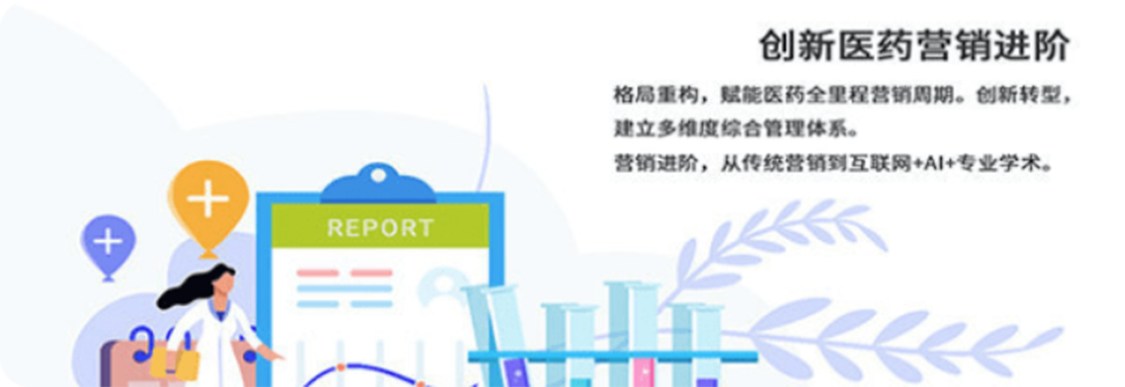 创新医药营销进阶
格局重构，赋能医药全里程营销周期。创新转型，
建立多维度综合管理体系。
营销进阶，从传统营销到互联网+AI+专业学术。
REPORT